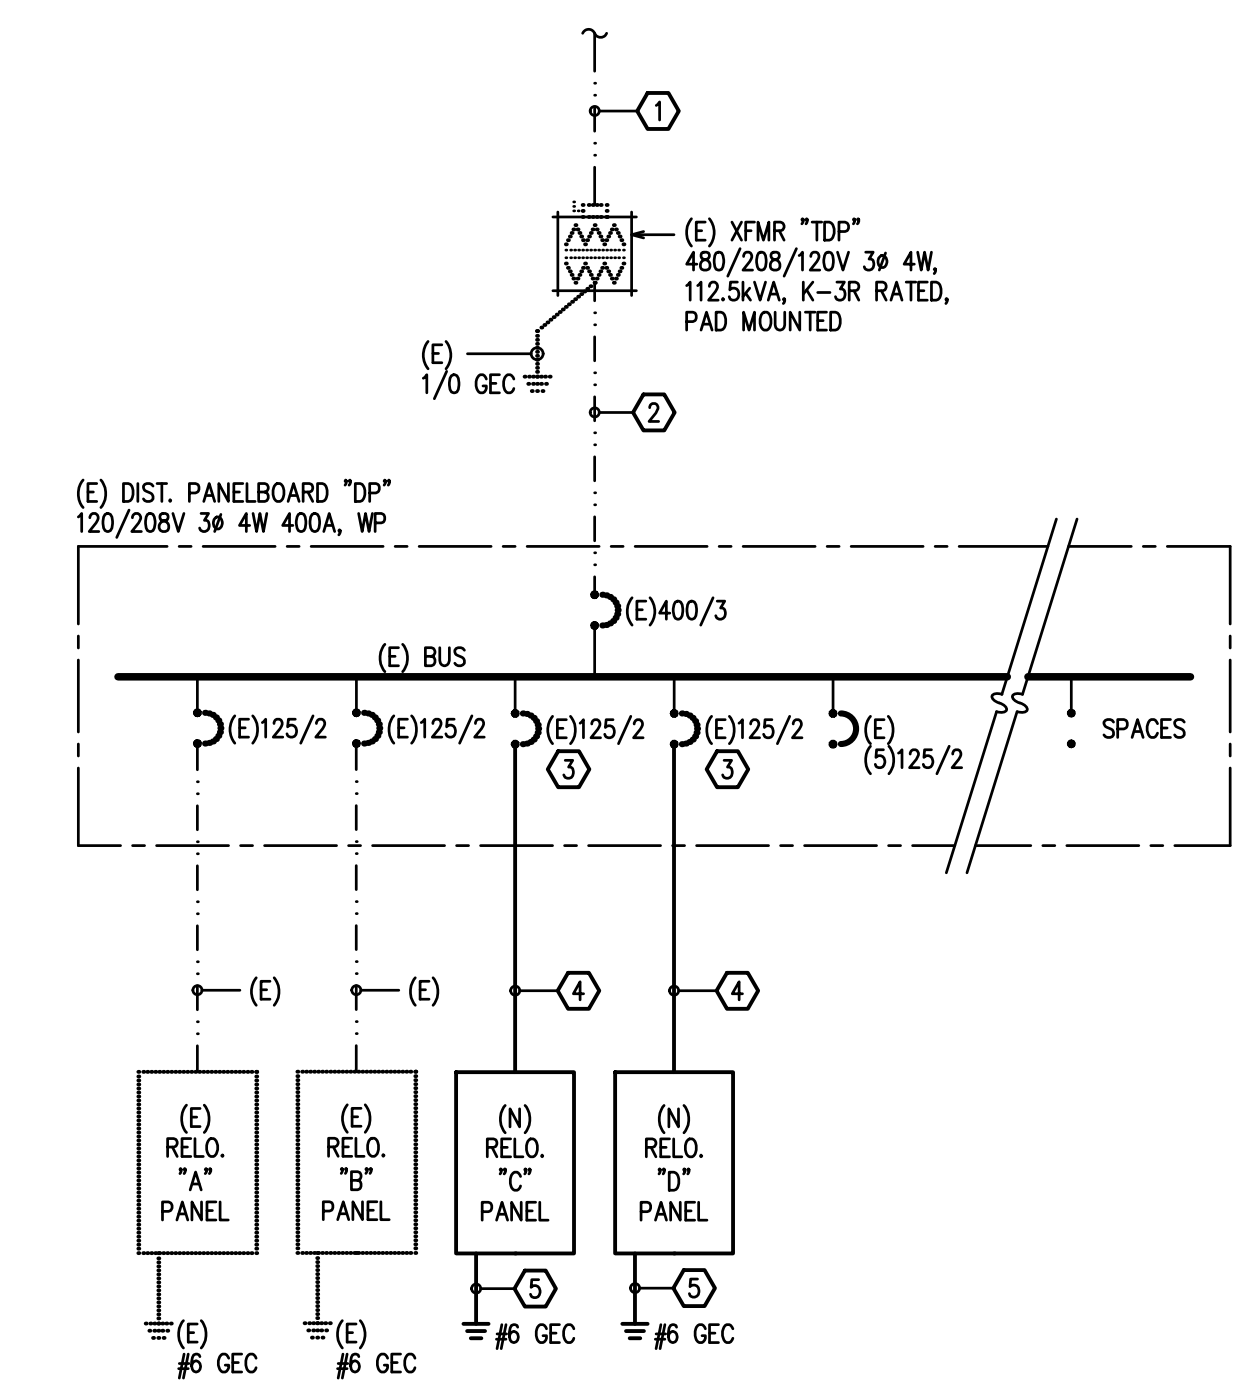 1
(E) XFMR "TDP"
480/208/120V 3ø 4W,
112.5kVA, K-3R RATED,
PAD MOUNTED
(E)
1/0 GEC
2
(E) DIST. PANELBOARD "DP"
120/208V 3ø 4W 400A, WP
(E)400/3
(E) BUS
(E)125/2
(E)125/2
(E)125/2
3
(E)125/2
3
(E)
(5)125/2
SPACES
(E)
(E)
4
4
(E)
RELO.
"A"
PANEL
(E)
RELO.
"B"
PANEL
(N)
RELO.
"C"
PANEL
(N)
RELO.
"D"
PANEL
(E)
#6 GEC
(E)
#6 GEC
5
#6 GEC
5
#6 GEC